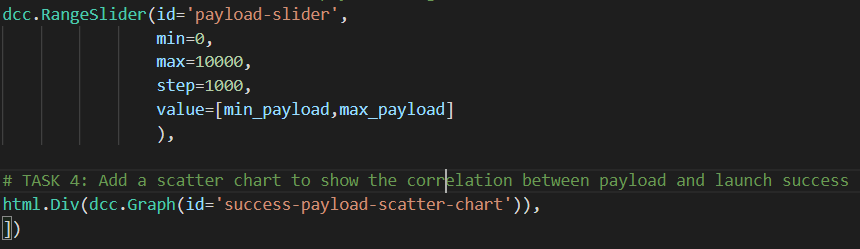 dcc.RangeSlider(id='payload-slider',
min=0,
max=10000,
step=1000,
value=[min_payload,max_payload]
),
# TASK 4: Add a scatter chart to show the correlation between payload and launch success
html.Div(dcc.Graph(id='success-payload-scatter-chart')),
])